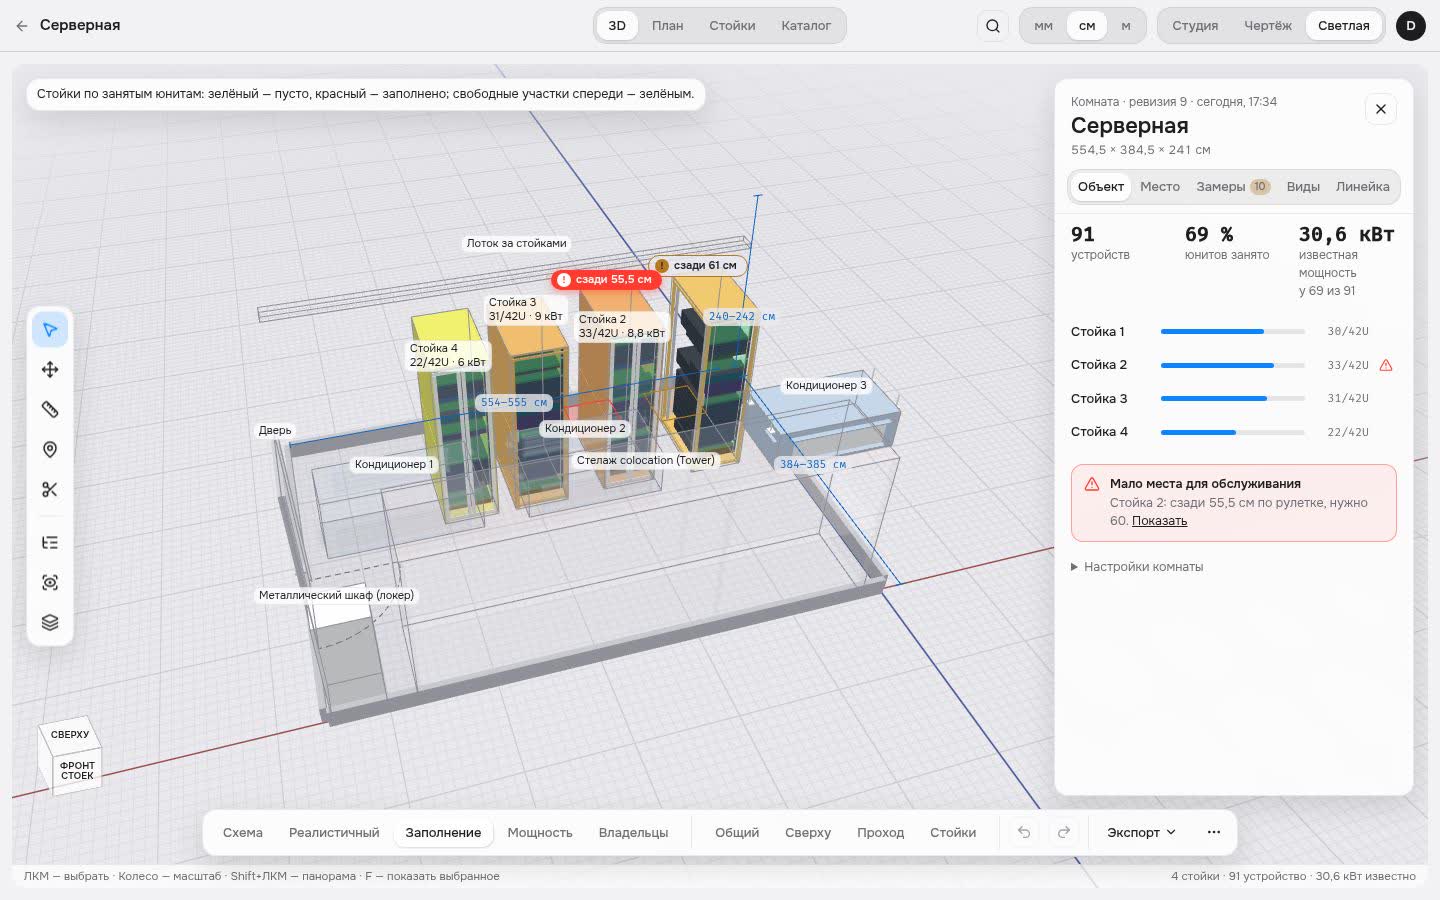 Серверная
3D План Стойки Каталог
мм см м
Студия Чертёж Светлая
D
Стойки по занятым юнитам: зелёный — пусто, красный — заполнено; свободные участки спереди — зелёным.
Лоток за стойками
! сзади 61 см
! сзади 55,5 см
Стойка 3
31/42U · 9 кВт
Стойка 2
33/42U · 8,8 кВт
240–242 см
Стойка 4
22/42U · 6 кВт
Кондиционер 3
554–555 см
Дверь
Кондиционер 2
Кондиционер 1
Стелаж colocation (Tower)
384–385 см
Металлический шкаф (локер)
СВЕРХУ
ФРОНТ
СТОЕК
Комната · ревизия 9 · сегодня, 17:34
Серверная
554,5 × 384,5 × 241 см
Объект Место Замеры 10 Виды Линейка
91 69 % 30,6 кВт
устройств юнитов занято известная
мощность
у 69 из 91
Стойка 1 30/42U
Стойка 2 33/42U
Стойка 3 31/42U
Стойка 4 22/42U
Мало места для обслуживания
Стойка 2: сзади 55,5 см по рулетке, нужно
60. Показать
Настройки комнаты
Схема Реалистичный Заполнение Мощность Владельцы Общий Сверху Проход Стойки Экспорт
ЛКМ — выбрать · Колесо — масштаб · Shift+ЛКМ — панорама · F — показать выбранное
4 стойки · 91 устройство · 30,6 кВт известно